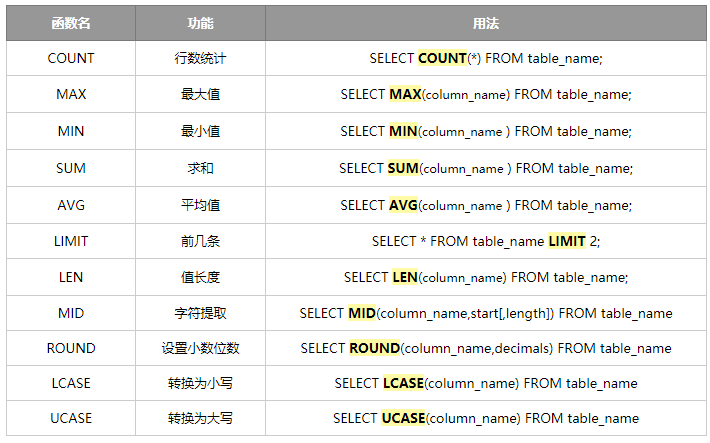 函数名 功能 用法
COUNT 行数统计 SELECT COUNT(*) FROM table_name;
MAX 最大值 SELECT MAX(column_name) FROM table_name;
MIN 最小值 SELECT MIN(column_name ) FROM table_name;
SUM 求和 SELECT SUM(column_name ) FROM table_name;
AVG 平均值 SELECT AVG(column_name ) FROM table_name;
LIMIT 前几条 SELECT * FROM table_name LIMIT 2;
LEN 值长度 SELECT LEN(column_name) FROM table_name;
MID 字符提取 SELECT MID(column_name,start[,length]) FROM table_name
ROUND 设置小数位数 SELECT ROUND(column_name,decimals) FROM table_name
LCASE 转换为小写 SELECT LCASE(column_name) FROM table_name
UCASE 转换为大写 SELECT UCASE(column_name) FROM table_name